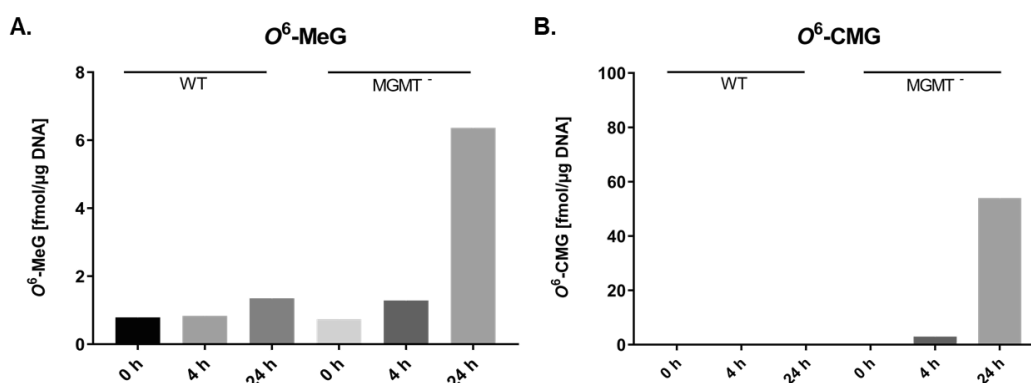 A.
O⁶-MeG
WT
MGMT ⁻
O⁶-MeG [fmol/µg DNA]
8
6
4
2
0
0 h
4 h
24 h
0 h
4 h
24 h
B.
O⁶-CMG
WT
MGMT ⁻
O⁶-CMG [fmol/µg DNA]
100
80
60
40
20
0
0 h
4 h
24 h
0 h
4 h
24 h